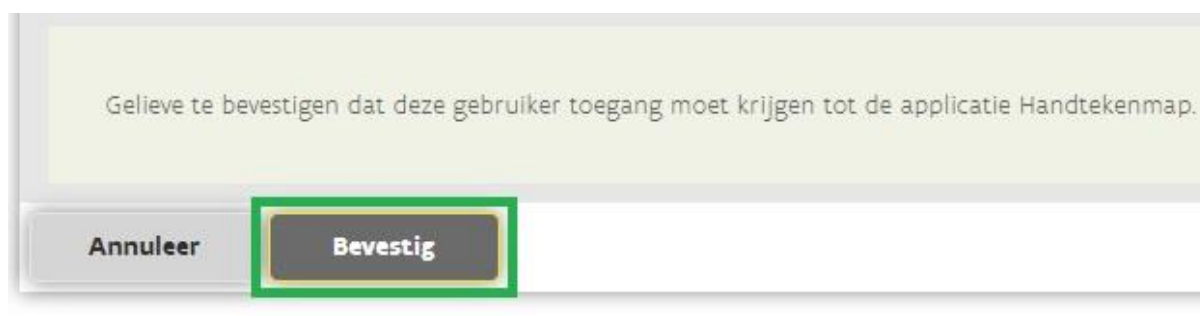 Gelieve te bevestigen dat deze gebruiker toegang moet krijgen tot de applicatie Handtekenmap.
Annuleer Bevestig